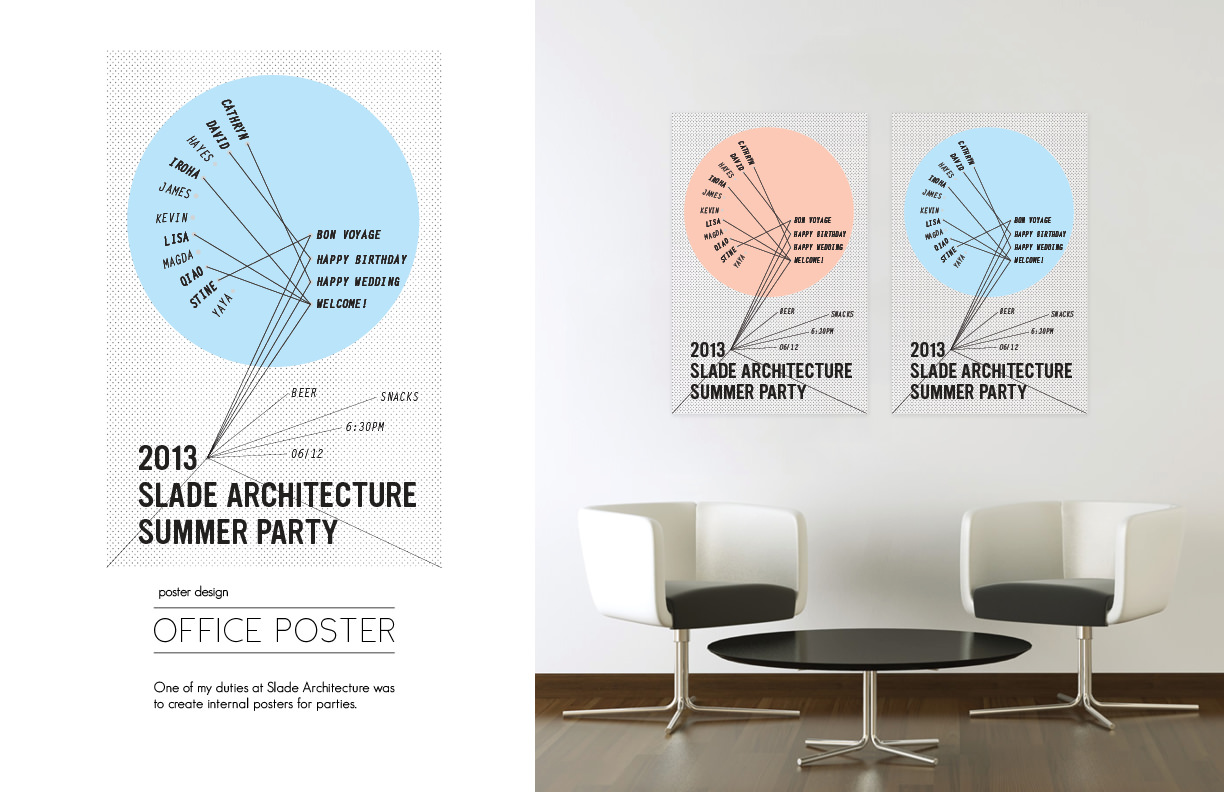 CATHRYN
DAVID
HAYES
IROHA
JAMES
KEVIN
LISA
MAGDA
QIAO
STINE
YAYA
BON VOYAGE
HAPPY BIRTHDAY
HAPPY WEDDING
WELCOME!
BEER
SNACKS
6:30PM
06/12
2013
SLADE ARCHITECTURE
SUMMER PARTY
poster design
OFFICE POSTER
One of my duties at Slade Architecture was
to create internal posters for parties.
CATHRYN
DAVID
HAYES
IROHA
JAMES
KEVIN
LISA
MAGDA
QIAO
STINE
YAYA
BON VOYAGE
HAPPY BIRTHDAY
HAPPY WEDDING
WELCOME!
BEER
SNACKS
6:30PM
06/12
2013
SLADE ARCHITECTURE
SUMMER PARTY
CATHRYN
DAVID
HAYES
IROHA
JAMES
KEVIN
LISA
MAGDA
QIAO
STINE
YAYA
BON VOYAGE
HAPPY BIRTHDAY
HAPPY WEDDING
WELCOME!
BEER
SNACKS
6:30PM
06/12
2013
SLADE ARCHITECTURE
SUMMER PARTY